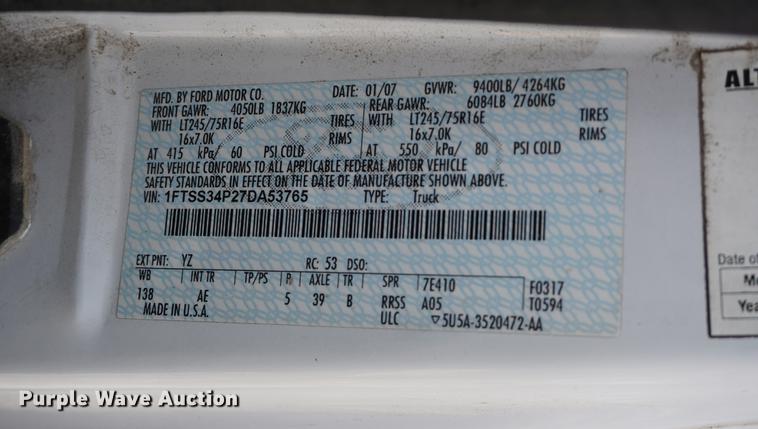 MFD. BY FORD MOTOR CO. DATE: 01/07 GVWR: 9400LB/ 4264KG
FRONT GAWR: 4050LB 1837KG REAR GAWR: 6084LB 2760KG
WITH LT245/75R16E TIRES WITH LT245/75R16E TIRES
16x7.0K RIMS 16x7.0K RIMS
AT 415 kPa/ 60 PSI COLD AT 550 kPa/ 80 PSI COLD
THIS VEHICLE CONFORMS TO ALL APPLICABLE FEDERAL MOTOR VEHICLE
SAFETY STANDARDS IN EFFECT ON THE DATE OF MANUFACTURE SHOWN ABOVE.
VIN: 1FTSS34P27DA53765 TYPE: Truck
EXT PNT: YZ RC: 53 DSO:
WB INT TR TP/PS R AXLE TR SPR 7E410 F0317
138 AE 5 39 B RRSS A05 T0594
MADE IN U.S.A. ULC ▽5U5A-3520472-AA
Date of
Purple Wave Auction